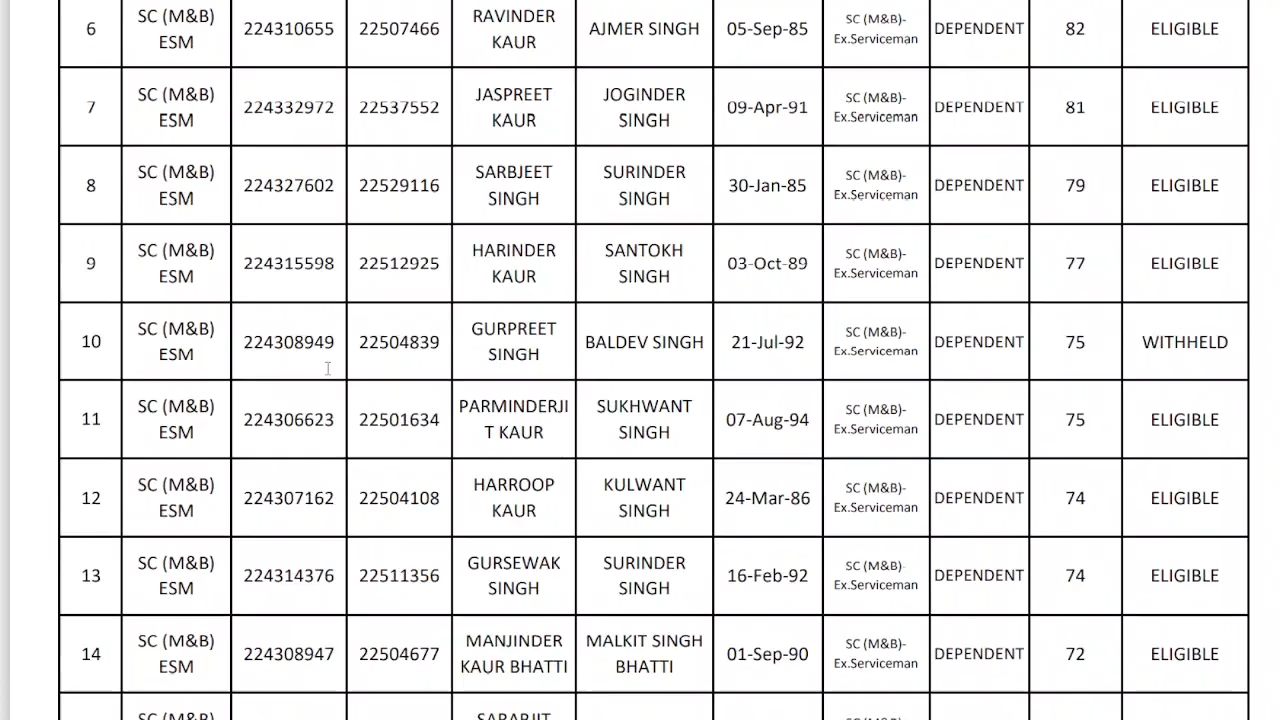 6 SC (M&B) ESM 224310655 22507466 RAVINDER KAUR AJMER SINGH 05-Sep-85 SC (M&B)- Ex.Serviceman DEPENDENT 82 ELIGIBLE
7 SC (M&B) ESM 224332972 22537552 JASPREET KAUR JOGINDER SINGH 09-Apr-91 SC (M&B)- Ex.Serviceman DEPENDENT 81 ELIGIBLE
8 SC (M&B) ESM 224327602 22529116 SARBJEET SINGH SURINDER SINGH 30-Jan-85 SC (M&B)- Ex.Serviceman DEPENDENT 79 ELIGIBLE
9 SC (M&B) ESM 224315598 22512925 HARINDER KAUR SANTOKH SINGH 03-Oct-89 SC (M&B)- Ex.Serviceman DEPENDENT 77 ELIGIBLE
10 SC (M&B) ESM 224308949 22504839 GURPREET SINGH BALDEV SINGH 21-Jul-92 SC (M&B)- Ex.Serviceman DEPENDENT 75 WITHHELD
11 SC (M&B) ESM 224306623 22501634 PARMINDERJI T KAUR SUKHWANT SINGH 07-Aug-94 SC (M&B)- Ex.Serviceman DEPENDENT 75 ELIGIBLE
12 SC (M&B) ESM 224307162 22504108 HARROOP KAUR KULWANT SINGH 24-Mar-86 SC (M&B)- Ex.Serviceman DEPENDENT 74 ELIGIBLE
13 SC (M&B) ESM 224314376 22511356 GURSEWAK SINGH SURINDER SINGH 16-Feb-92 SC (M&B)- Ex.Serviceman DEPENDENT 74 ELIGIBLE
14 SC (M&B) ESM 224308947 22504677 MANJINDER KAUR BHATTI MALKIT SINGH BHATTI 01-Sep-90 SC (M&B)- Ex.Serviceman DEPENDENT 72 ELIGIBLE
SC (M&B) SARABJIT